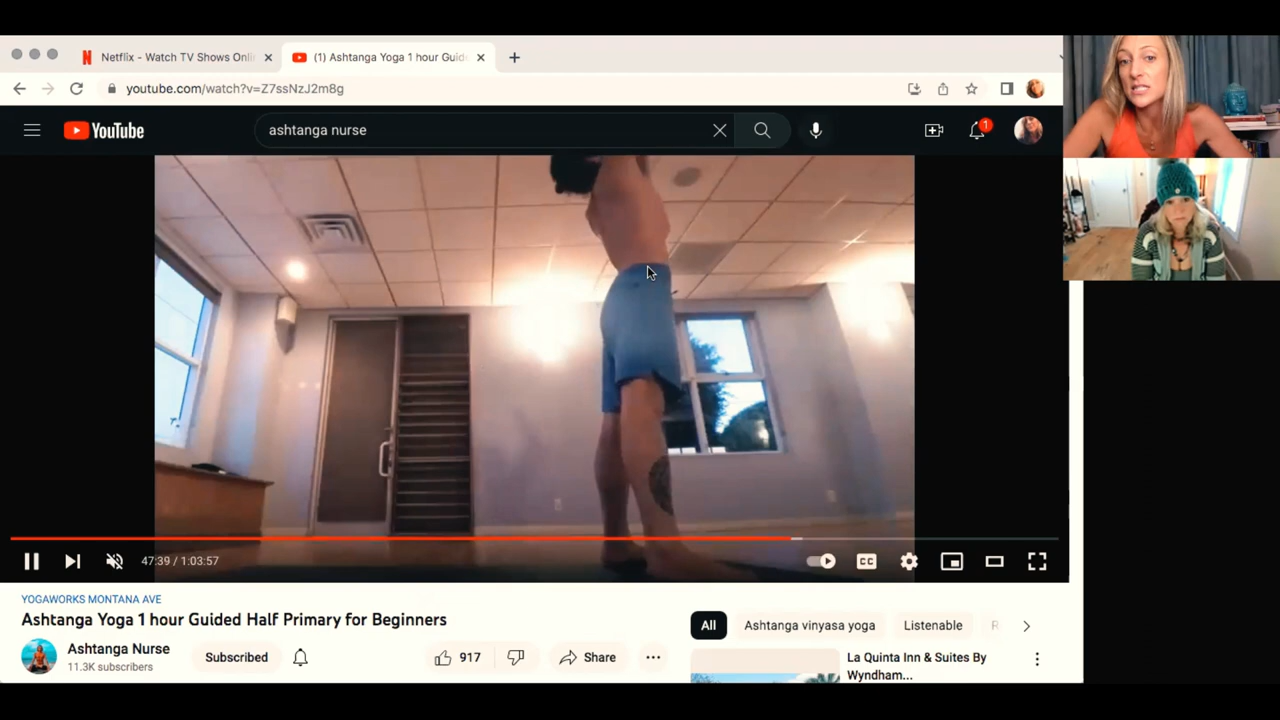 Netflix - Watch TV Shows Onli
(1) Ashtanga Yoga 1 hour Guid
youtube.com/watch?v=Z7ssNzJ2m8g
YouTube
ashtanga nurse
1
47:39 / 1:03:57
CC
YOGAWORKS MONTANA AVE
Ashtanga Yoga 1 hour Guided Half Primary for Beginners
Ashtanga Nurse
11.3K subscribers
Subscribed
917
Share
All
Ashtanga vinyasa yoga
Listenable
R
La Quinta Inn & Suites By
Wyndham...